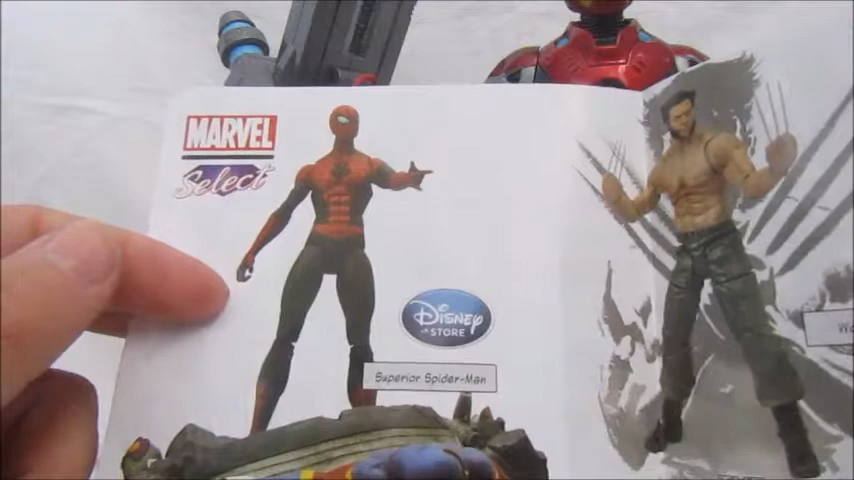 MARVEL
Select
DISNEY
STORE
Superior Spider-Man